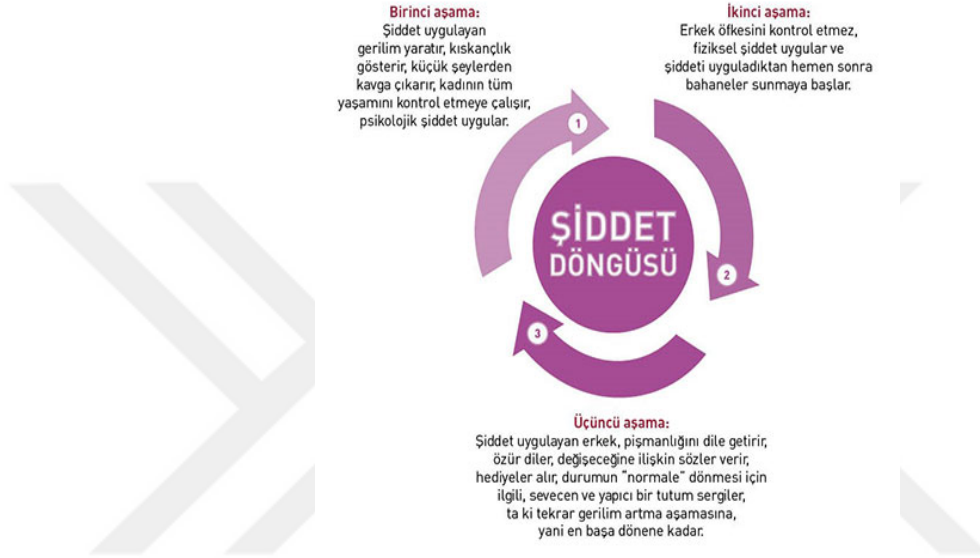 Birinci aşama:
Şiddet uygulayan
gerilim yaratır, kıskançlık
gösterir, küçük şeylerden
kavga çıkarır, kadının tüm
yaşamını kontrol etmeye çalışır,
psikolojik şiddet uygular.
İkinci aşama:
Erkek öfkesini kontrol etmez,
fiziksel şiddet uygular ve
şiddeti uyguladıktan hemen sonra
bahaneler sunmaya başlar.
1
ŞİDDET
DÖNGÜSÜ
2
3
Üçüncü aşama:
Şiddet uygulayan erkek, pişmanlığını dile getirir,
özür diler, değişeceğine ilişkin sözler verir,
hediyeler alır, durumun "normale" dönmesi için
ilgili, sevecen ve yapıcı bir tutum sergiler,
ta ki tekrar gerilim artma aşamasına,
yani en başa dönene kadar.